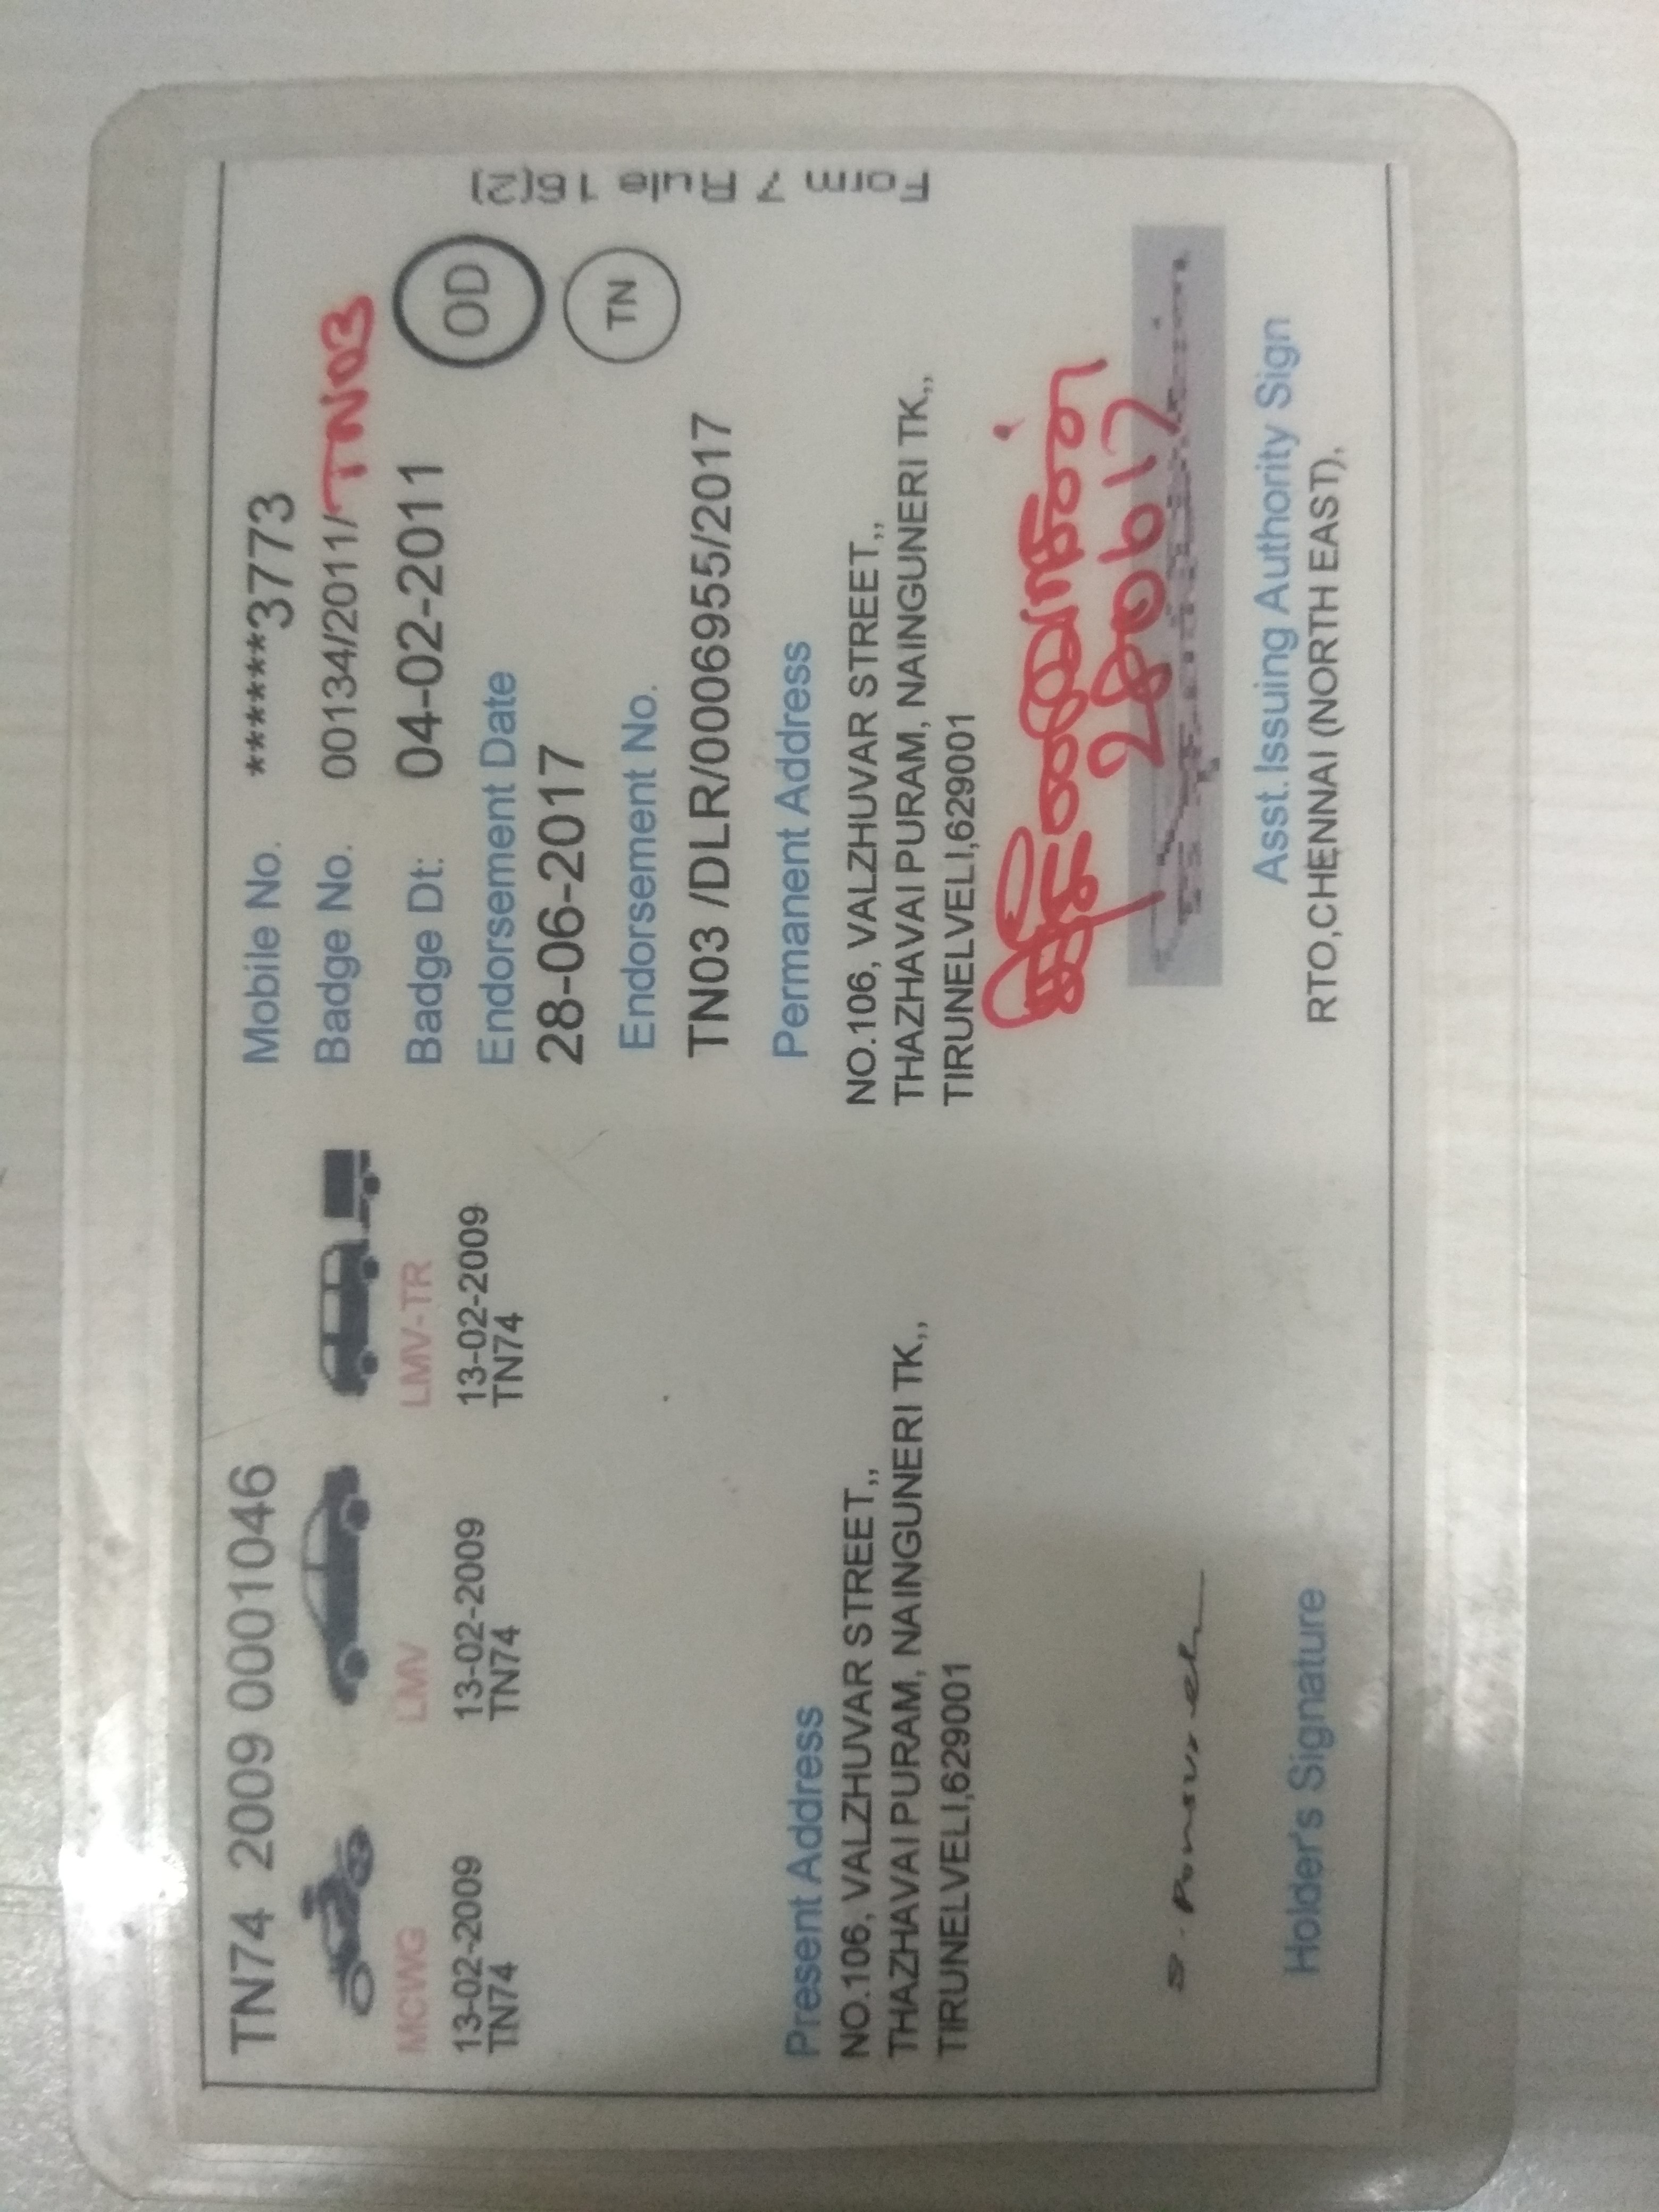 TN74 2009 0001046
MCWG
13-02-2009
TN74
LMV
13-02-2009
TN74
LMV-TR
13-02-2009
TN74
Mobile No. ******3773
Badge No. 00134/2011/TN03
Badge Dt: 04-02-2011
Endorsement Date
28-06-2017
Endorsement No.
TN03 /DLR/0006955/2017
OD
TN
Form 7 Rule 16(2)
Present Address
NO.106, VALZHUVAR STREET,,
THAZHAVAI PURAM, NAINGUNERI TK,,
TIRUNELVELI,629001
Permanent Address
NO.106, VALZHUVAR STREET,,
THAZHAVAI PURAM, NAINGUNERI TK,,
TIRUNELVELI,629001
280617
Holder's Signature
Asst.Issuing Authority Sign
RTO,CHENNAI (NORTH EAST),